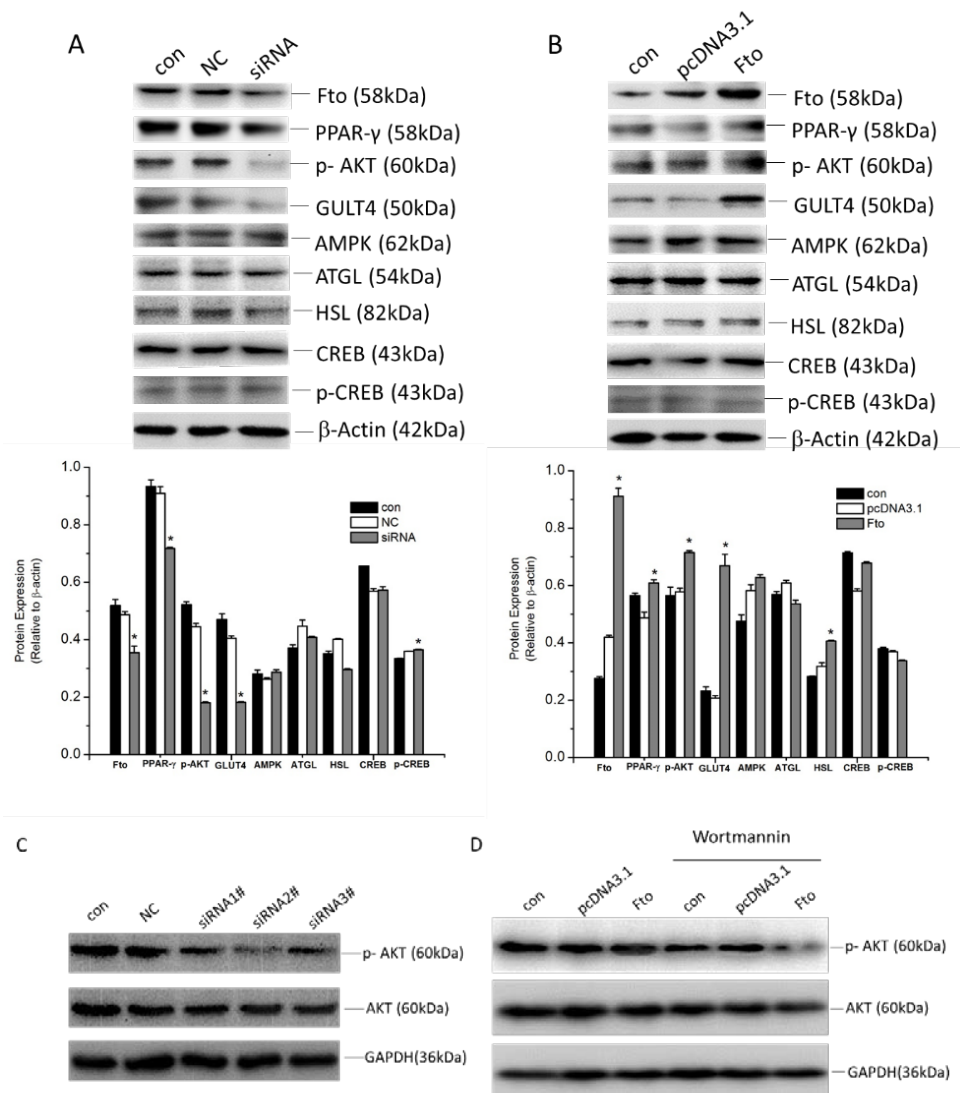 A
con NC siRNA
Fto (58kDa)
PPAR-γ (58kDa)
p- AKT (60kDa)
GULT4 (50kDa)
AMPK (62kDa)
ATGL (54kDa)
HSL (82kDa)
CREB (43kDa)
p-CREB (43kDa)
β-Actin (42kDa)
B
con pcDNA3.1 Fto
Fto (58kDa)
PPAR-γ (58kDa)
p- AKT (60kDa)
GULT4 (50kDa)
AMPK (62kDa)
ATGL (54kDa)
HSL (82kDa)
CREB (43kDa)
p-CREB (43kDa)
β-Actin (42kDa)
Protein Expression
(Relative to β-actin)
1.0
0.8
0.6
0.4
0.2
0.0
con
NC
siRNA
* * * * *
Fto PPAR-γ p-AKT GLUT4 AMPK ATGL HSL CREB p-CREB
Protein Expression
(Relative to β-actin)
1.0
0.8
0.6
0.4
0.2
0.0
con
pcDNA3.1
Fto
* * * * *
Fto PPAR-γ p-AKT GLUT4 AMPK ATGL HSL CREB p-CREB
C
con NC siRNA1# siRNA2# siRNA3#
p- AKT (60kDa)
AKT (60kDa)
GAPDH(36kDa)
D
Wortmannin
con pcDNA3.1 Fto con pcDNA3.1 Fto
p- AKT (60kDa)
AKT (60kDa)
GAPDH(36kDa)